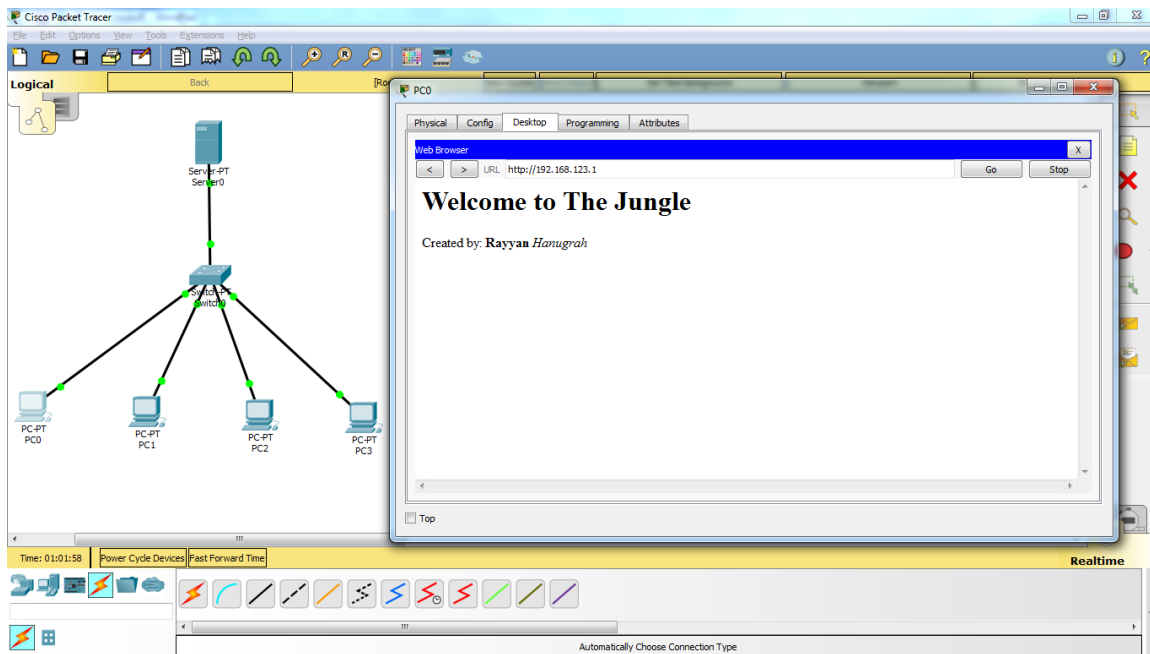 Cisco Packet Tracer
File Edit Options View Tools Extensions Help
Logical
Back
[Roo
PC0
Physical Config Desktop Programming Attributes
Web Browser
X
< > URL http://192.168.123.1 Go Stop
Welcome to The Jungle
Created by: Rayyan Hanugrah
Server-PT
Server0
Switch-PT
Switch0
PC-PT
PC0
PC-PT
PC1
PC-PT
PC2
PC-PT
PC3
Top
Time: 01:01:58 Power Cycle Devices Fast Forward Time Realtime
Automatically Choose Connection Type